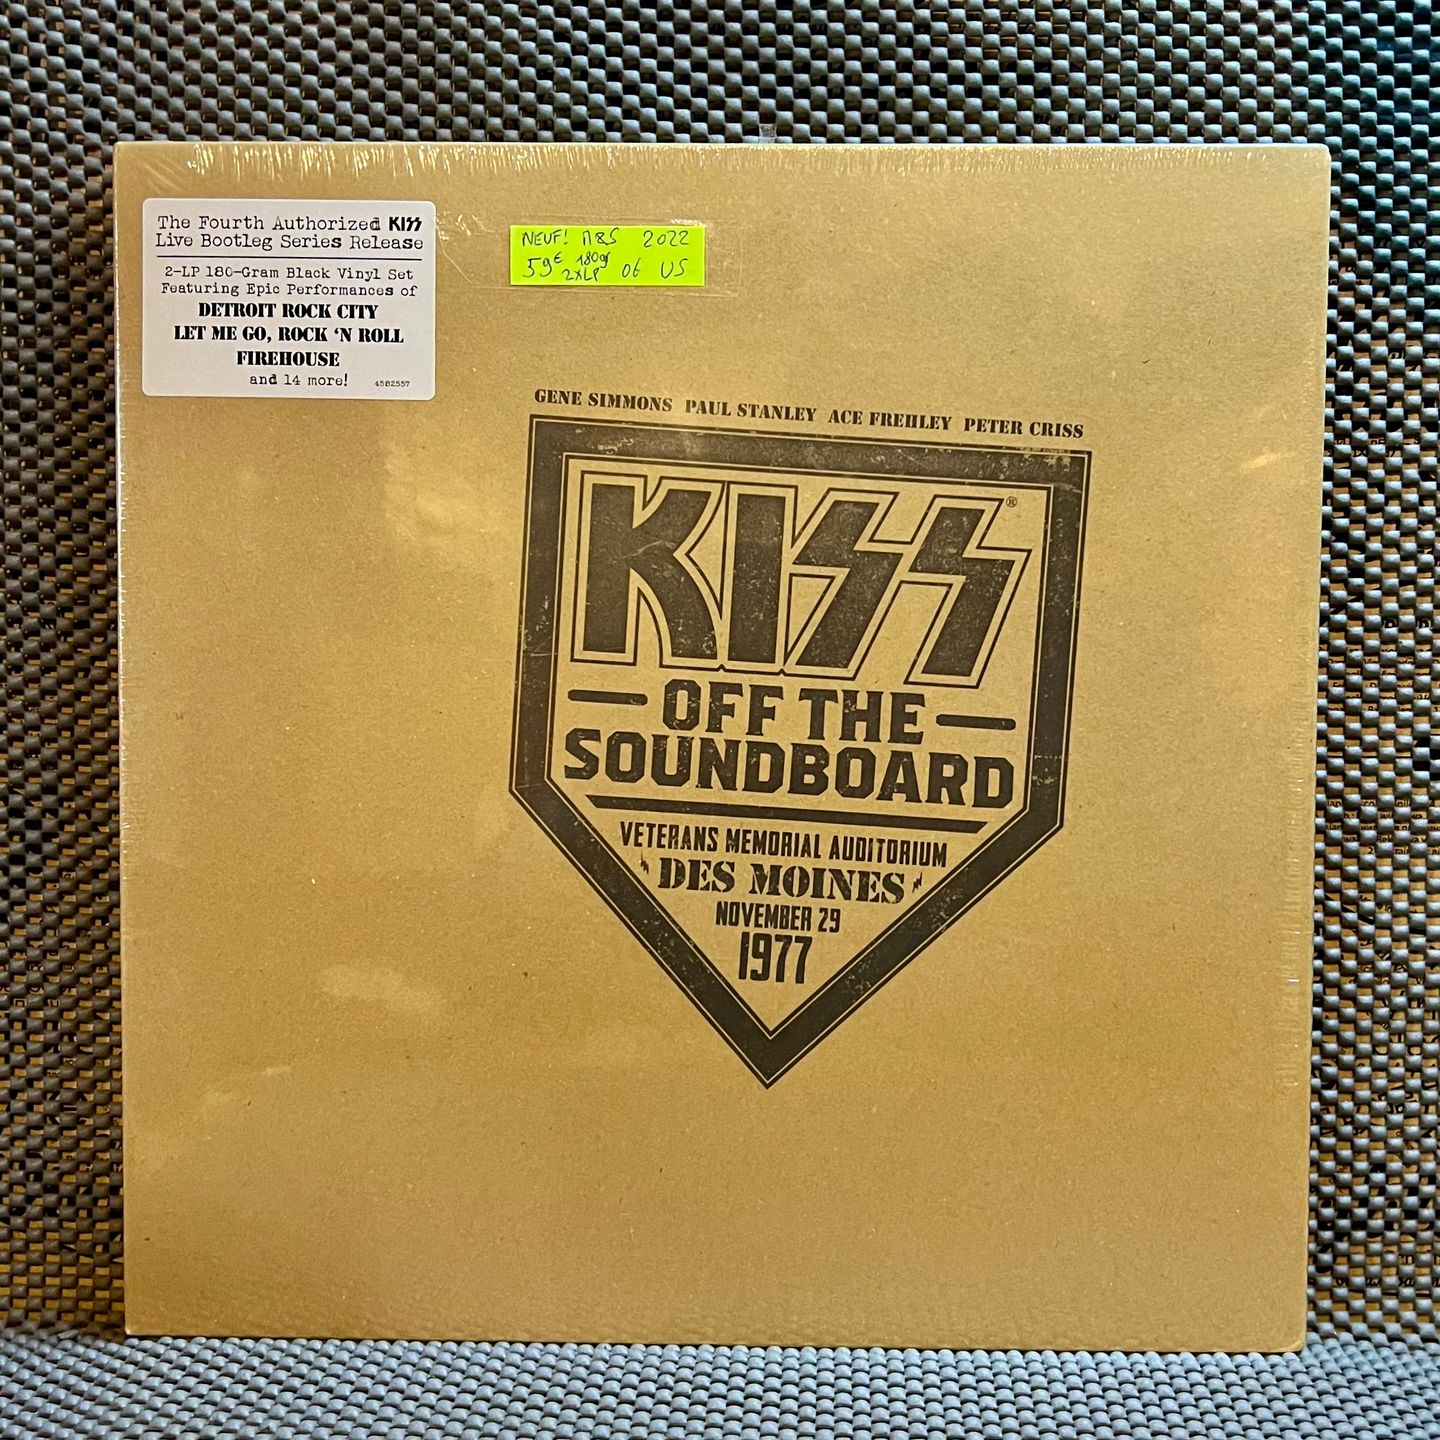 The Fourth Authorized KISS
Live Bootleg Series Release
2-LP 180-Gram Black Vinyl Set
Featuring Epic Performances of
DETROIT ROCK CITY
LET ME GO, ROCK 'N ROLL
FIREHOUSE
and 14 more! 4582557
NEUF! 2022
59€ 180gr 2XLP 06 US
GENE SIMMONS PAUL STANLEY ACE FREHLEY PETER CRISS
KISS®
OFF THE
SOUNDBOARD
VETERANS MEMORIAL AUDITORIUM
DES MOINES
NOVEMBER 29
1977